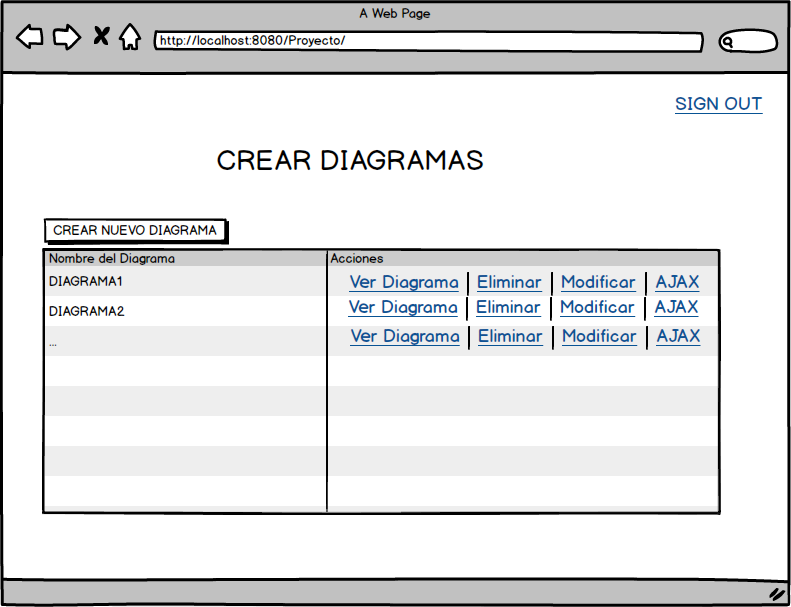 A Web Page
http://localhost:8080/Proyecto/
SIGN OUT
CREAR DIAGRAMAS
CREAR NUEVO DIAGRAMA
Nombre del Diagrama Acciones
DIAGRAMA1 Ver Diagrama | Eliminar | Modificar | AJAX
DIAGRAMA2 Ver Diagrama | Eliminar | Modificar | AJAX
... Ver Diagrama | Eliminar | Modificar | AJAX